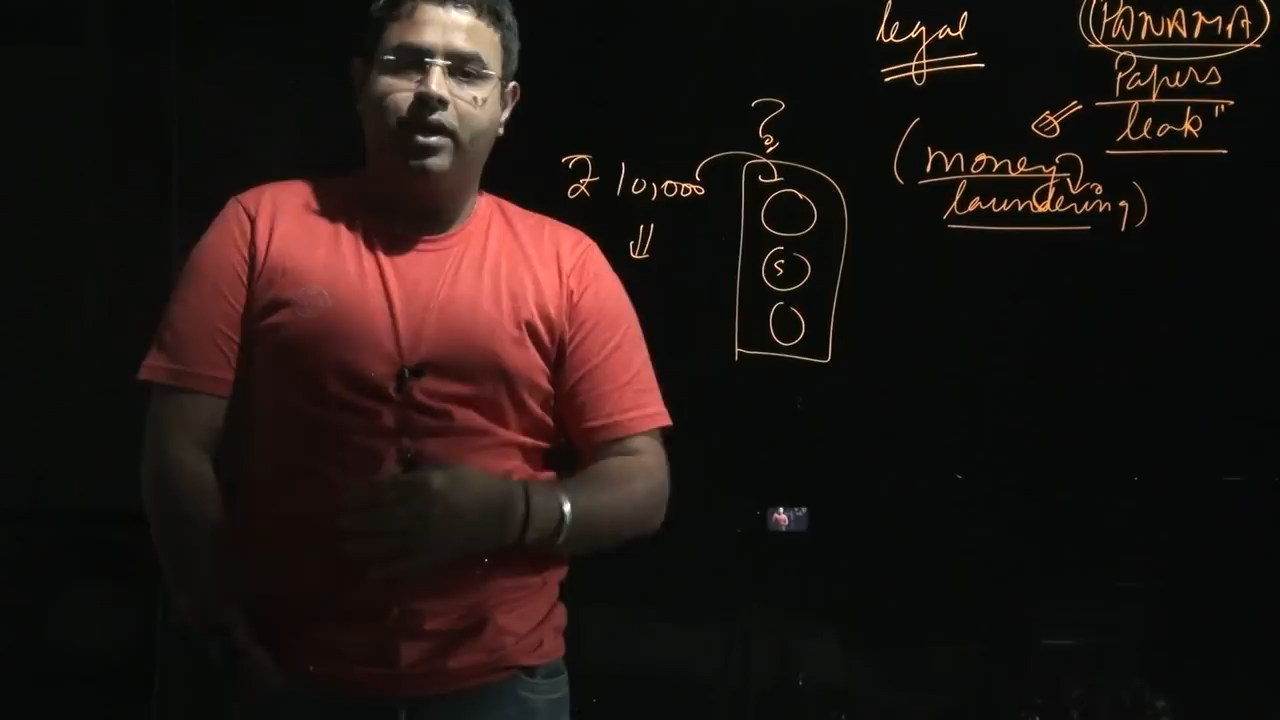 legal
PANAMA
Papers
leak"
(money
laundering)
?
₹ 10,000
S